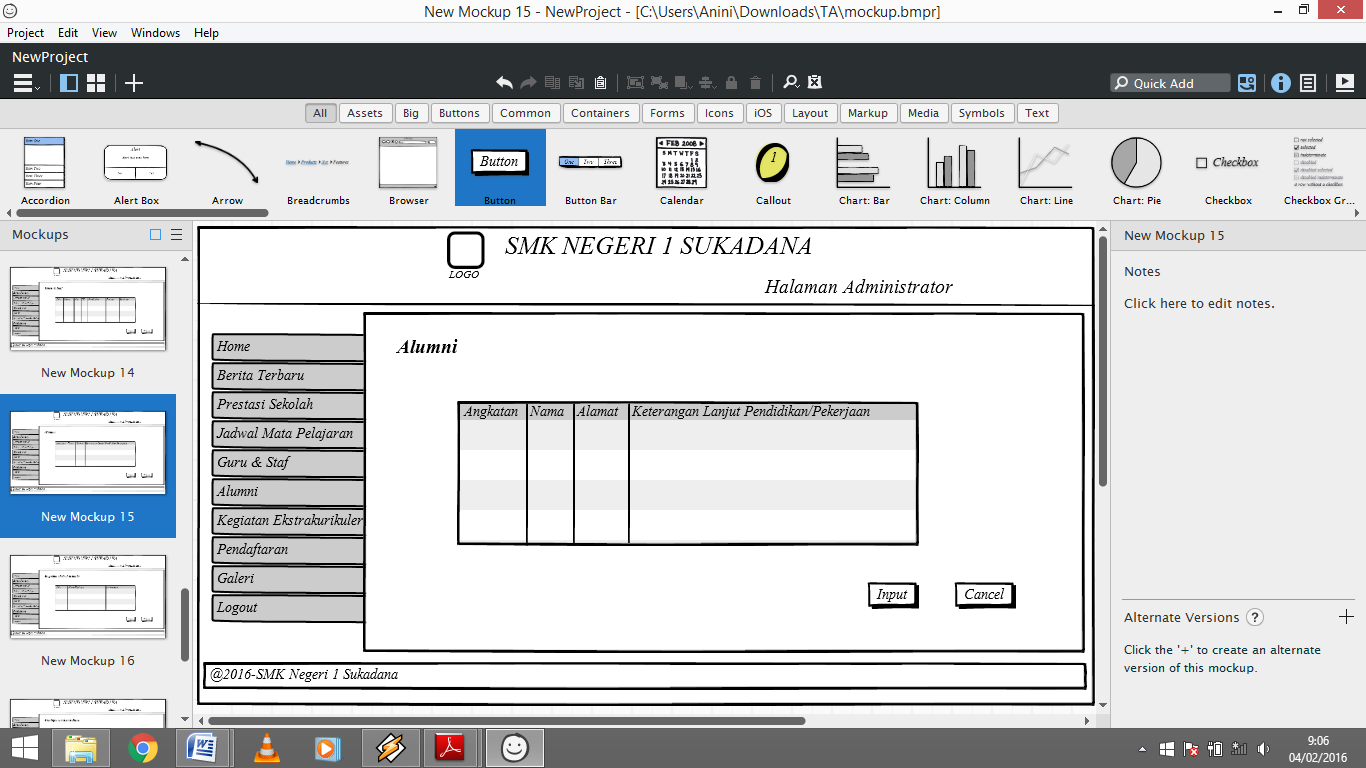 New Mockup 15 - NewProject - [C:\Users\Anini\Downloads\TA\mockup.bmpr]
Project Edit View Windows Help
NewProject
Quick Add
All Assets Big Buttons Common Containers Forms Icons iOS Layout Markup Media Symbols Text
Button
1
FEB 2008
Checkbox
Accordion Alert Box Arrow Breadcrumbs Browser Button Button Bar Calendar Callout Chart: Bar Chart: Column Chart: Line Chart: Pie Checkbox Checkbox Gr...
Mockups
New Mockup 14
New Mockup 15
New Mockup 16
SMK NEGERI 1 SUKADANA
LOGO
Halaman Administrator
Home
Berita Terbaru
Prestasi Sekolah
Jadwal Mata Pelajaran
Guru & Staf
Alumni
Kegiatan Ekstrakurikuler
Pendaftaran
Galeri
Logout
Alumni
Angkatan Nama Alamat Keterangan Lanjut Pendidikan/Pekerjaan
Input Cancel
@2016-SMK Negeri 1 Sukadana
New Mockup 15
Notes
Click here to edit notes.
Alternate Versions ?
Click the '+' to create an alternate
version of this mockup.
9:06
04/02/2016